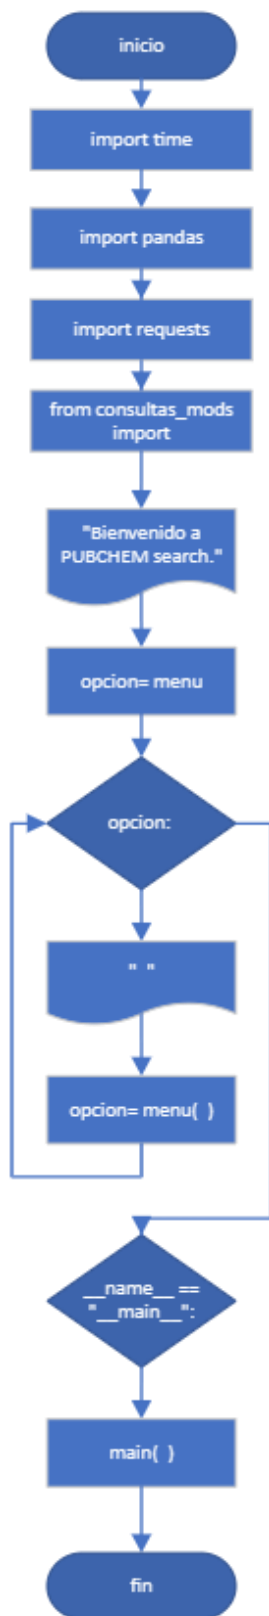 inicio
import time
import pandas
import requests
from consultas_mods
import
"Bienvenido a
PUBCHEM search."
opcion= menu
opcion:
" "
opcion= menu( )
__name__ ==
"__main__":
main( )
fin